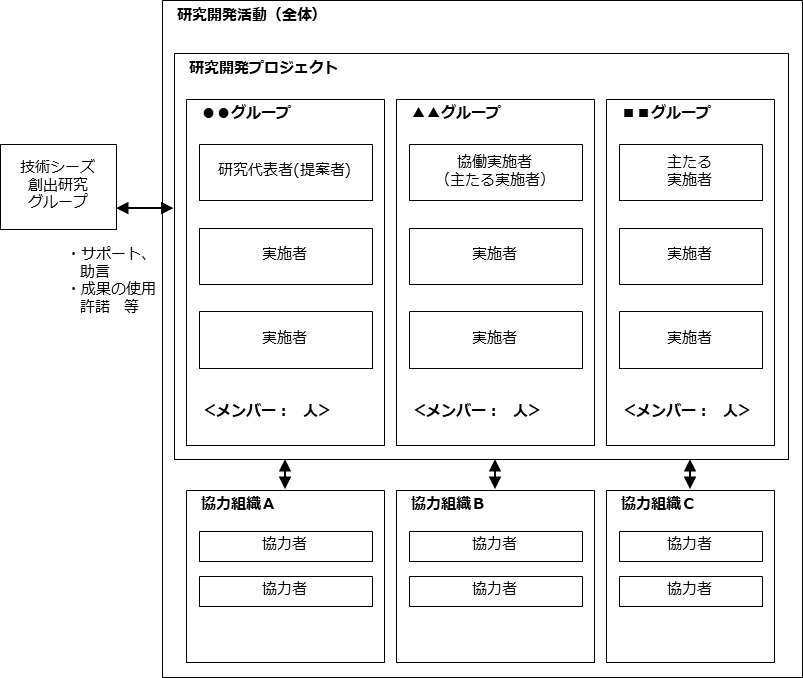 研究開発活動（全体）
研究開発プロジェクト
●●グループ
研究代表者(提案者)
実施者
実施者
＜メンバー：　人＞
▲▲グループ
協働実施者
（主たる実施者）
実施者
実施者
＜メンバー：　人＞
■■グループ
主たる
実施者
実施者
実施者
＜メンバー：　人＞
技術シーズ
創出研究
グループ
・サポート、
助言
・成果の使用
許諾　等
協力組織Ａ
協力者
協力者
協力組織Ｂ
協力者
協力者
協力組織Ｃ
協力者
協力者